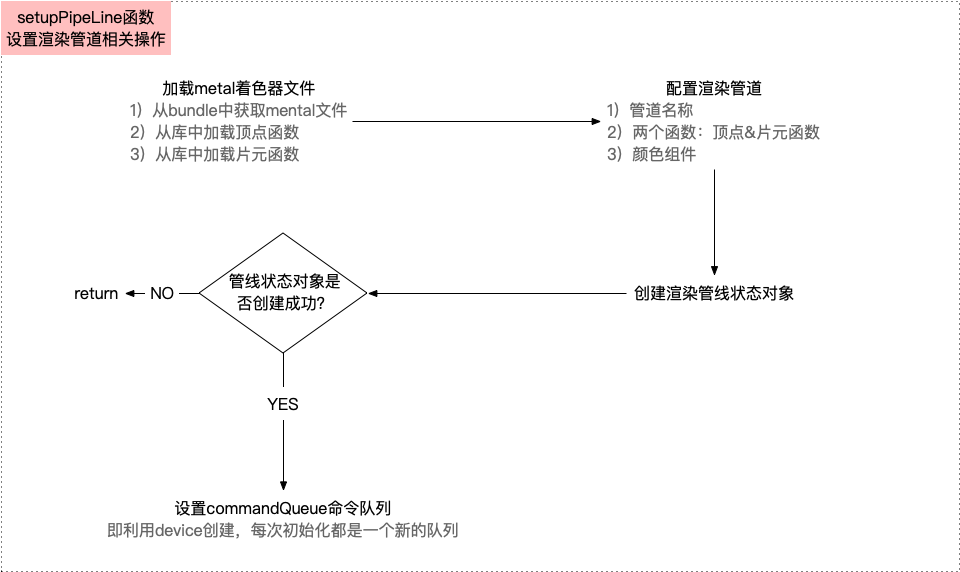 setupPipeLine函数
设置渲染管道相关操作
加载metal着色器文件
1）从bundle中获取mental文件
2）从库中加载顶点函数
3）从库中加载片元函数
配置渲染管道
1）管道名称
2）两个函数：顶点&片元函数
3）颜色组件
创建渲染管线状态对象
管线状态对象是
否创建成功?
NO
return
YES
设置commandQueue命令队列
即利用device创建，每次初始化都是一个新的队列